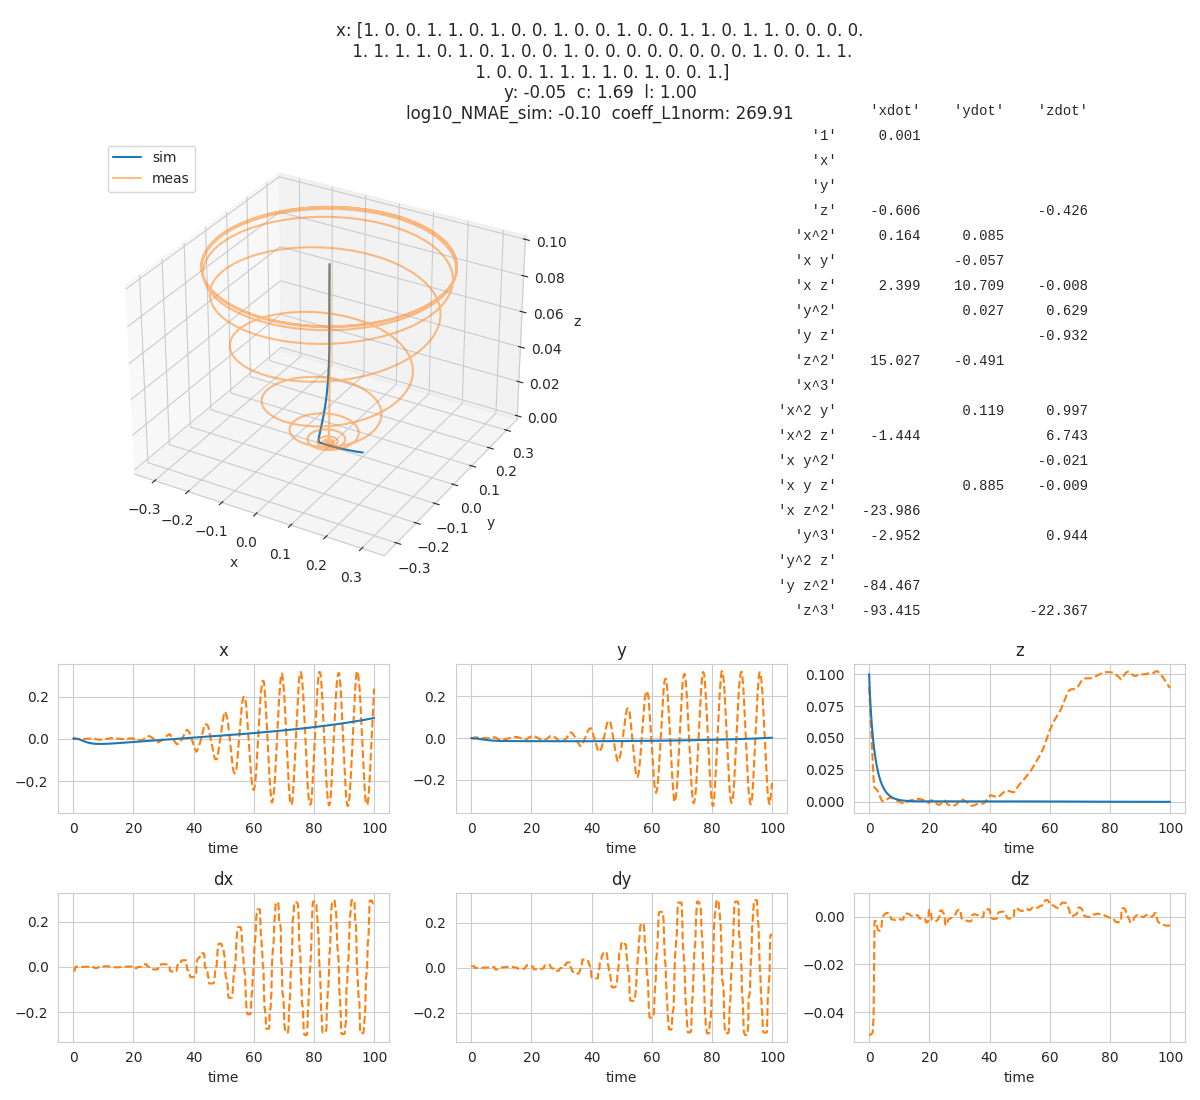 x: [1. 0. 0. 1. 1. 0. 1. 0. 0. 1. 0. 0. 1. 0. 0. 1. 1. 0. 1. 1. 0. 0. 0. 0.
1. 1. 1. 1. 0. 1. 0. 1. 0. 0. 1. 0. 0. 0. 0. 0. 0. 0. 0. 1. 0. 0. 1. 1.
1. 0. 0. 1. 1. 1. 1. 0. 1. 0. 0. 1.]
y: -0.05  c: 1.69  l: 1.00
log10_NMAE_sim: -0.10  coeff_L1norm: 269.91
'xdot' 'ydot' 'zdot'
'1' 0.001
'x'
'y'
'z' -0.606 -0.426
'x^2' 0.164 0.085
'x y' -0.057
'x z' 2.399 10.709 -0.008
'y^2' 0.027 0.629
'y z' -0.932
'z^2' 15.027 -0.491
'x^3'
'x^2 y' 0.119 0.997
'x^2 z' -1.444 6.743
'x y^2' -0.021
'x y z' 0.885 -0.009
'x z^2' -23.986
'y^3' -2.952 0.944
'y^2 z'
'y z^2' -84.467
'z^3' -93.415 -22.367
sim
meas
0.10
0.08
0.06
0.04
0.02
0.00
z
0.3
0.2
0.1
0.0
−0.1
−0.2
−0.3
y
−0.3
−0.2
−0.1
0.0
0.1
0.2
0.3
x
x
0.2
0.0
−0.2
0 20 40 60 80 100
time
y
0.2
0.0
−0.2
0 20 40 60 80 100
time
z
0.100
0.075
0.050
0.025
0.000
0 20 40 60 80 100
time
dx
0.2
0.0
−0.2
0 20 40 60 80 100
time
dy
0.2
0.0
−0.2
0 20 40 60 80 100
time
dz
0.00
−0.02
−0.04
0 20 40 60 80 100
time